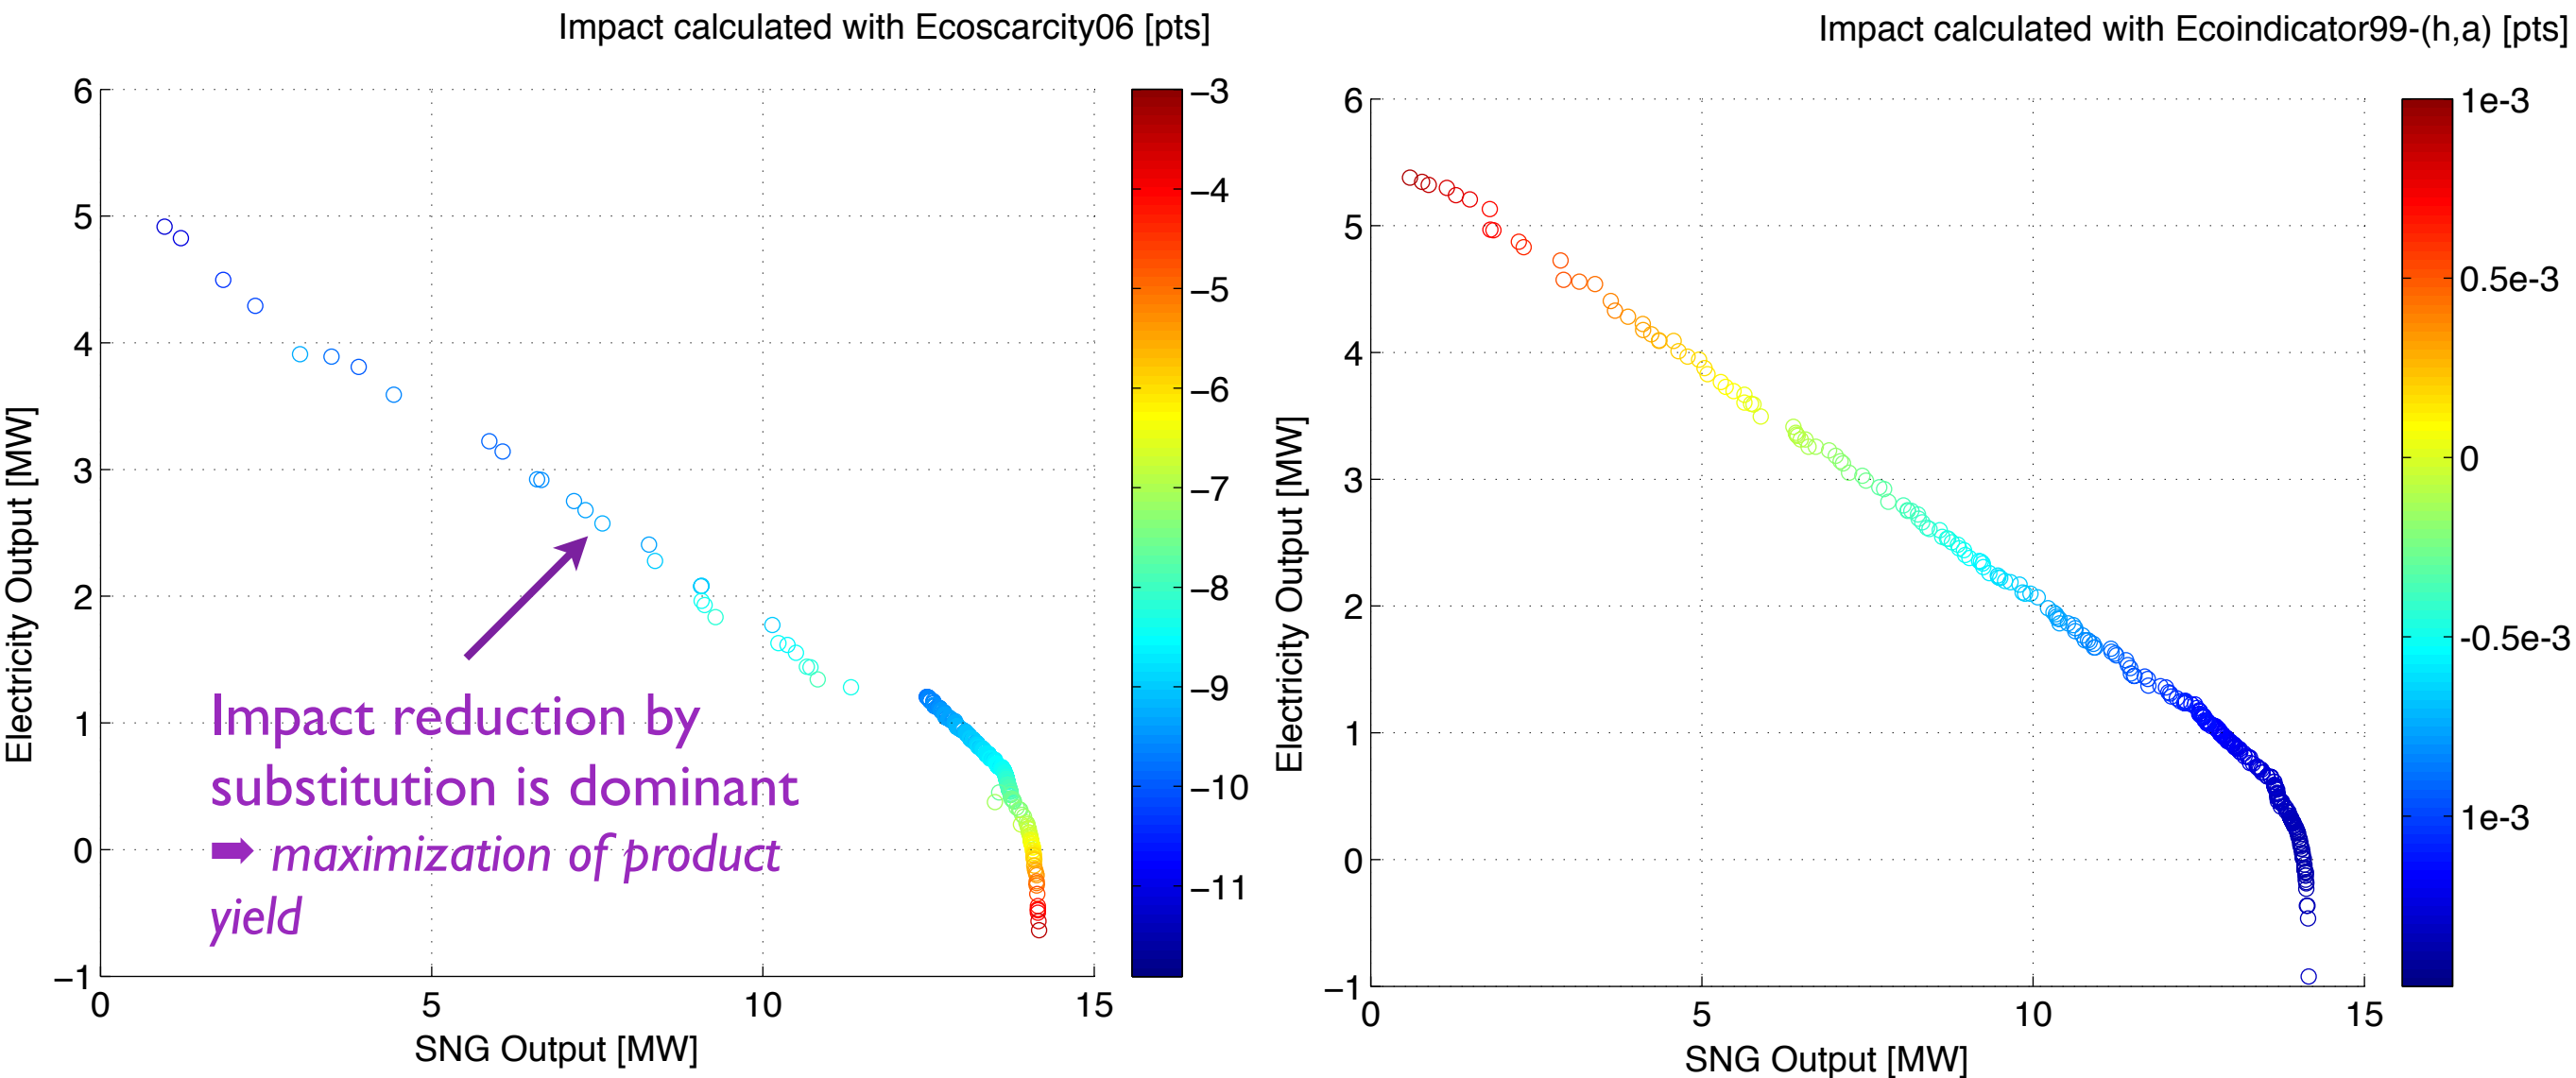 Impact calculated with Ecoscarcity06 [pts]
6
5
4
3
2
1
0
−1
Electricity Output [MW]
0
5
10
15
SNG Output [MW]
−3
−4
−5
−6
−7
−8
−9
−10
−11
Impact reduction by
substitution is dominant
➡ maximization of product
yield
Impact calculated with Ecoindicator99-(h,a) [pts]
6
5
4
3
2
1
0
−1
Electricity Output [MW]
0
5
10
15
SNG Output [MW]
1e-3
0.5e-3
0
-0.5e-3
1e-3